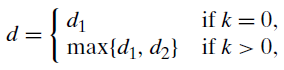 d = { d₁ if k = 0,
max{d₁, d₂} if k > 0,